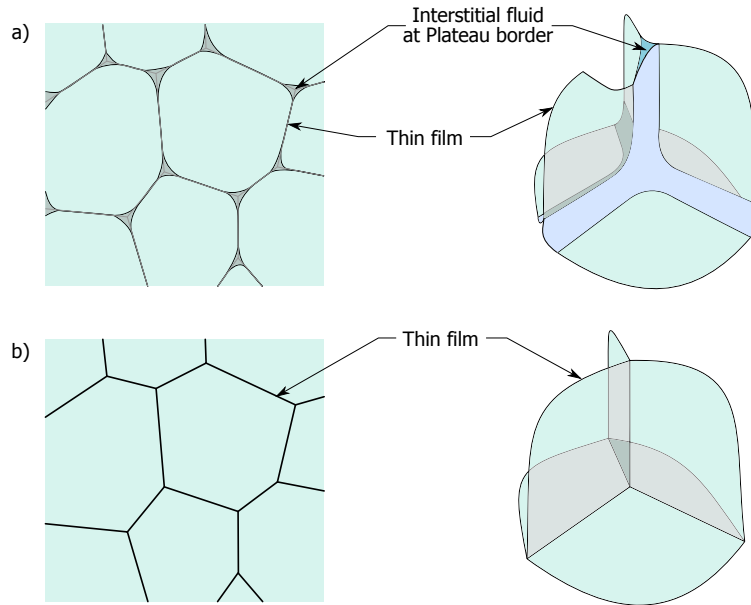 a)
Interstitial fluid
at Plateau border
Thin film
b)
Thin film